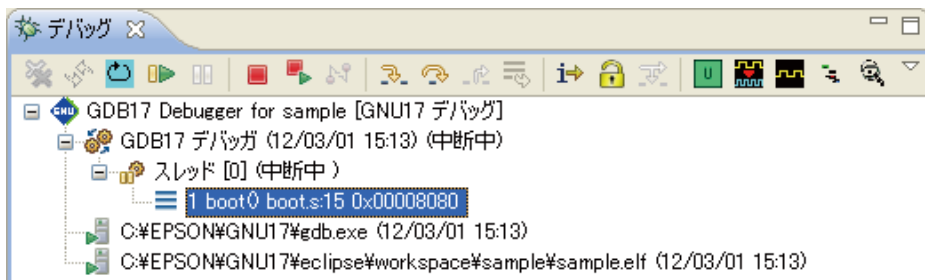 デバッグ
i U
GNU GDB17 Debugger for sample [GNU17 デバッグ]
GDB17 デバッガ (12/03/01 15:13) (中断中)
スレッド [0] (中断中 )
1 boot() boot.s:15 0x00008080
C:¥EPSON¥GNU17¥gdb.exe (12/03/01 15:13)
C:¥EPSON¥GNU17¥eclipse¥workspace¥sample¥sample.elf (12/03/01 15:13)